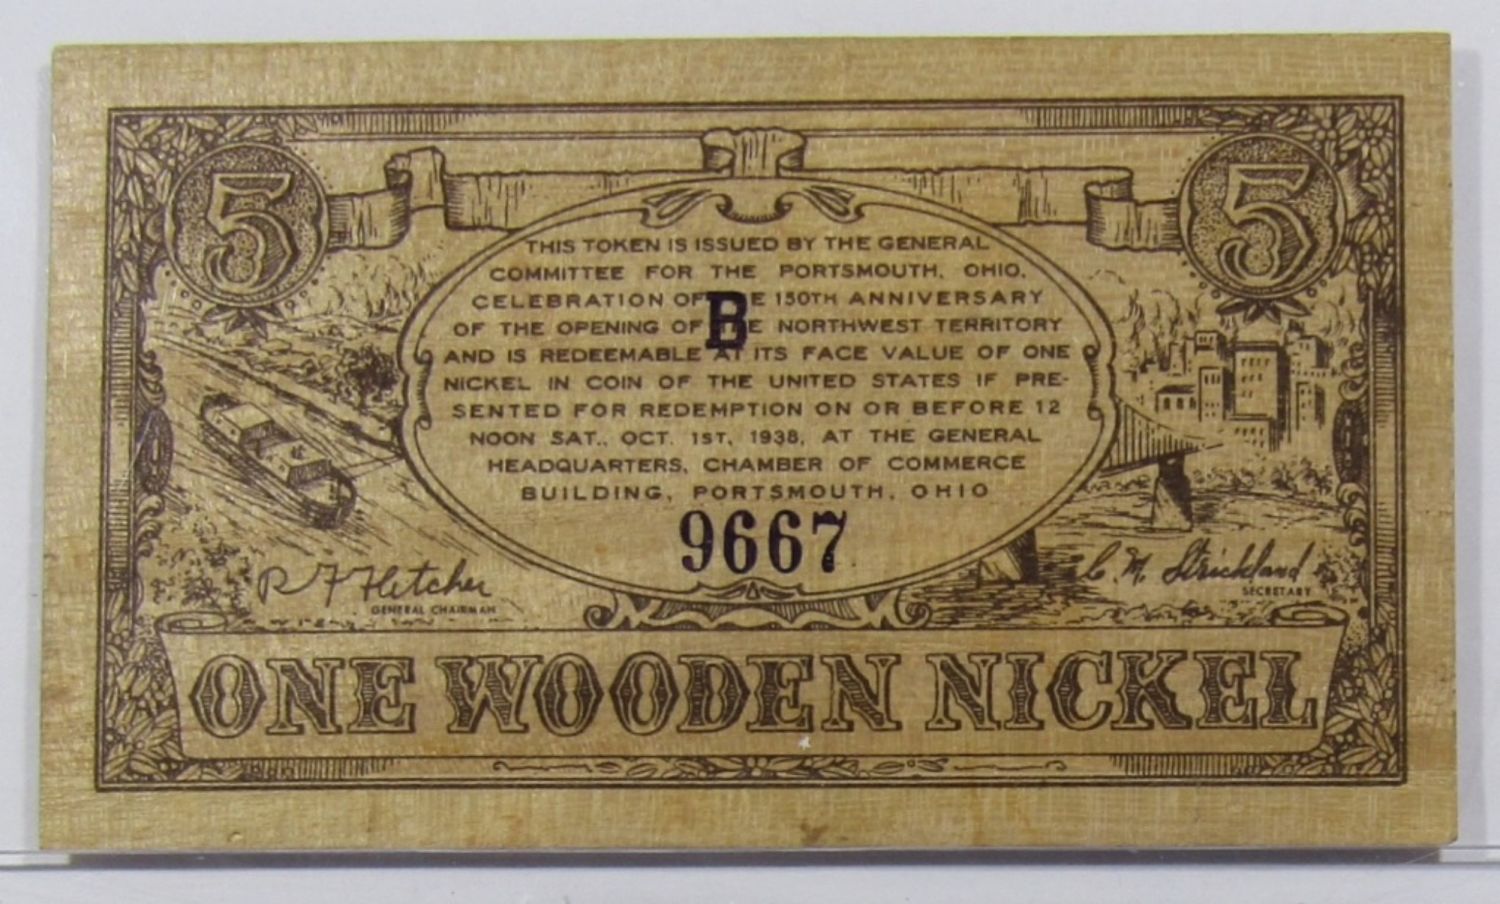 5 5
THIS TOKEN IS ISSUED BY THE GENERAL
COMMITTEE FOR THE PORTSMOUTH, OHIO,
CELEBRATION OF THE 150TH ANNIVERSARY
B
OF THE OPENING OF THE NORTHWEST TERRITORY
AND IS REDEEMABLE AT ITS FACE VALUE OF ONE
NICKEL IN COIN OF THE UNITED STATES IF PRE-
SENTED FOR REDEMPTION ON OR BEFORE 12
NOON SAT., OCT. 1ST, 1938, AT THE GENERAL
HEADQUARTERS, CHAMBER OF COMMERCE
BUILDING, PORTSMOUTH, OHIO
9667
R F Fletcher
GENERAL CHAIRMAN
C. M. Strickland
SECRETARY
ONE WOODEN NICKEL